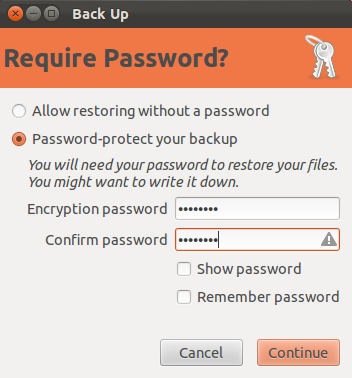 Back Up
Require Password?
Allow restoring without a password
Password-protect your backup
You will need your password to restore your files.
You might want to write it down.
Encryption password ••••••••
Confirm password ••••••••
Show password
Remember password
Cancel Continue